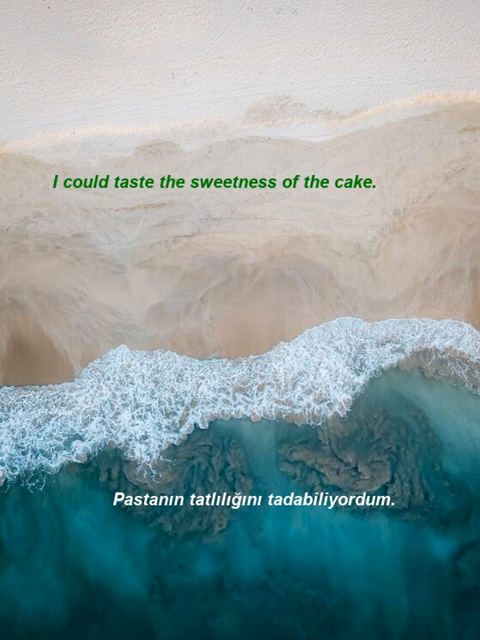 I could taste the sweetness of the cake.
Pastanın tatlılığını tadabiliyordum.